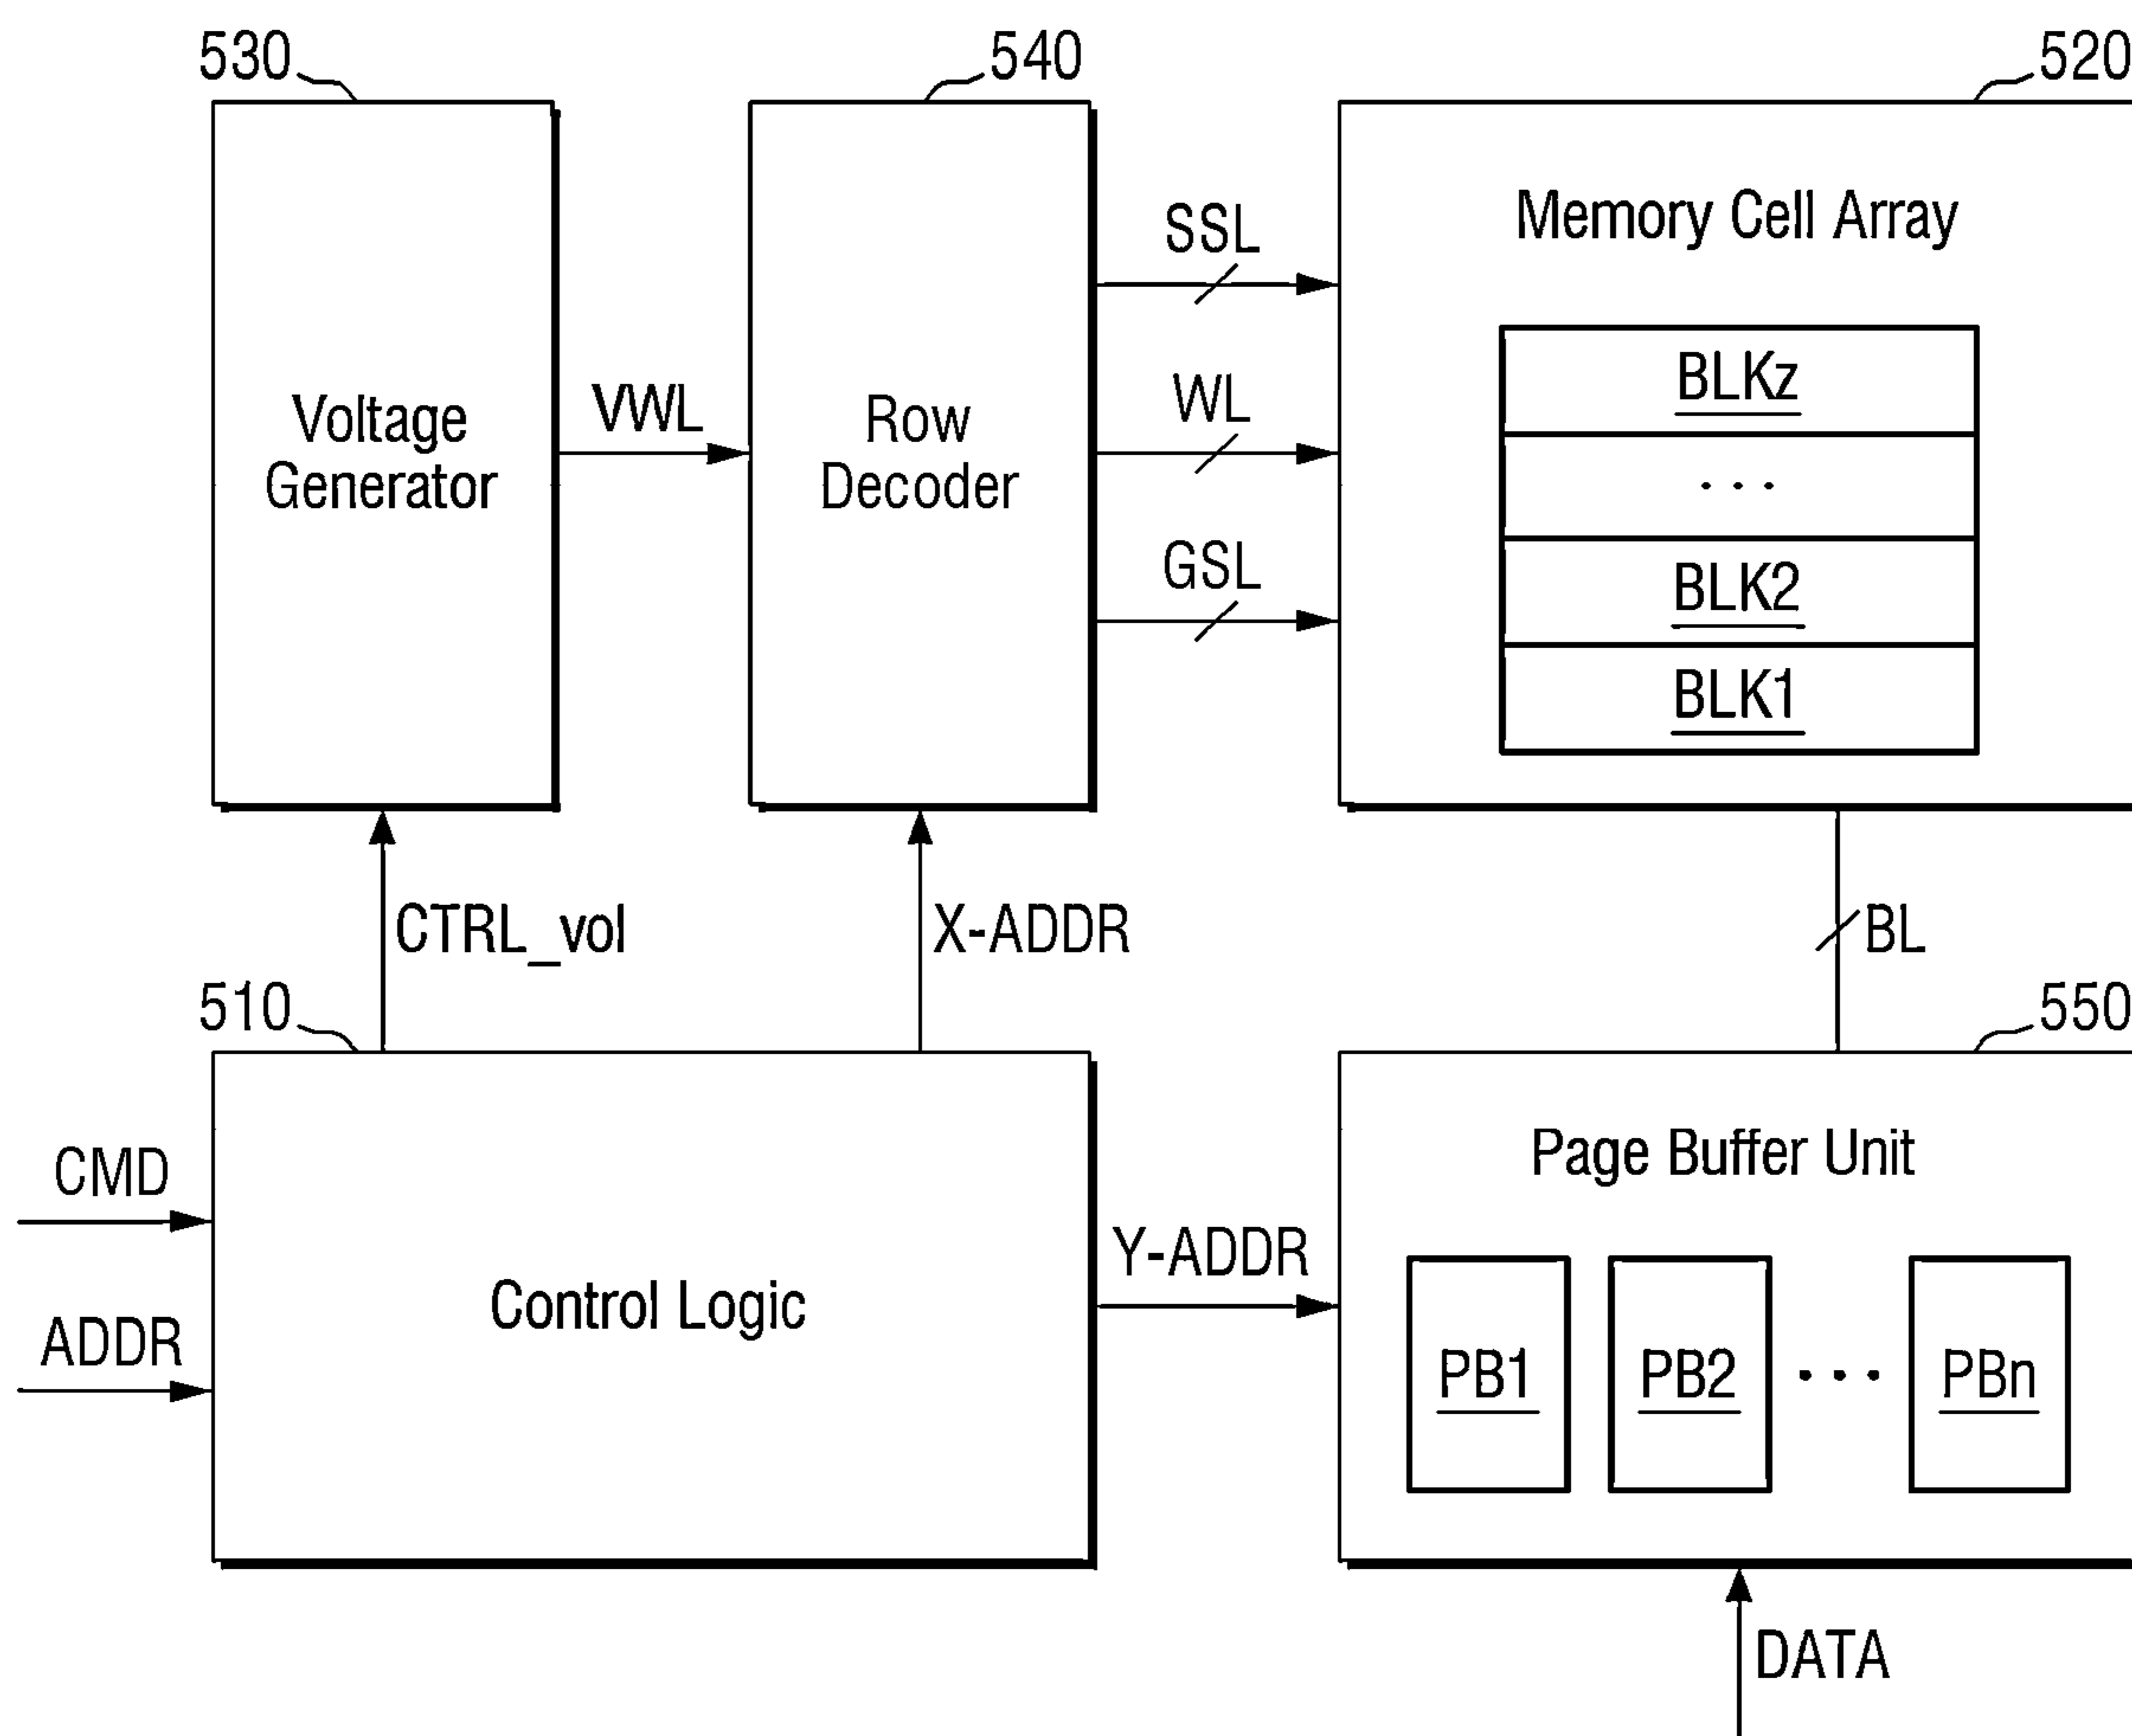 530
540
520
SSL
Memory Cell Array
BLKz
Voltage
Generator
VWL
Row
Decoder
WL
...
GSL
BLK2
BLK1
CTRL_vol
X-ADDR
BL
510
550
CMD
Page Buffer Unit
Y-ADDR
Control Logic
ADDR
PB1
PB2
...
PBn
DATA